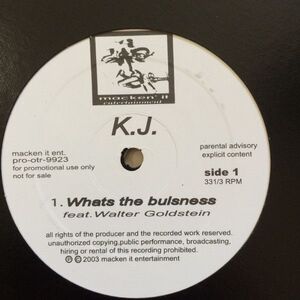 macken' it
entertainment
K.J.
macken it ent.
pro-otr-9923
for promotional use only
not for sale
parental advisory
explicit content
side 1
331/3 RPM
1. Whats the buisness
feat. Walter Goldstein
all rights of the producer and the recorded work reserved.
unauthorized copying,public performance, broadcasting,
hiring or rental of this recording prohibited.
℗ © 2003 macken it entertainment